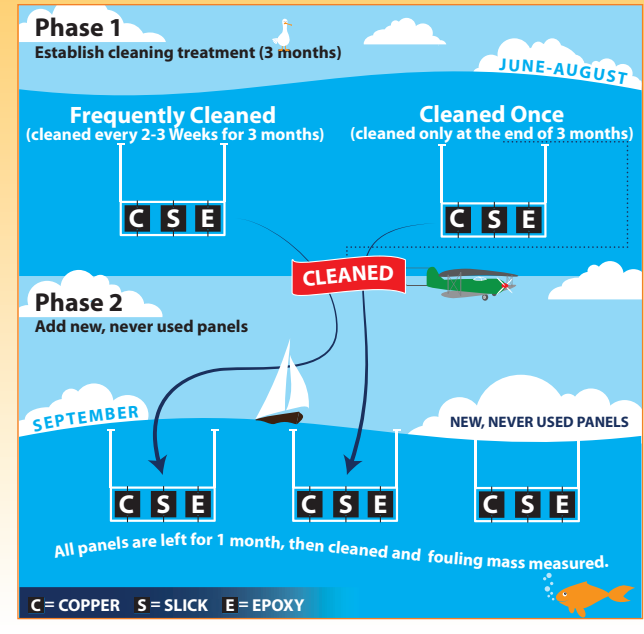 Phase 1
Establish cleaning treatment (3 months)
JUNE-AUGUST
Frequently Cleaned
(cleaned every 2-3 Weeks for 3 months)
Cleaned Once
(cleaned only at the end of 3 months)
C S E
C S E
CLEANED
Phase 2
Add new, never used panels
SEPTEMBER
NEW, NEVER USED PANELS
C S E
C S E
C S E
All panels are left for 1 month, then cleaned and fouling mass measured.
C = COPPER S = SLICK E = EPOXY